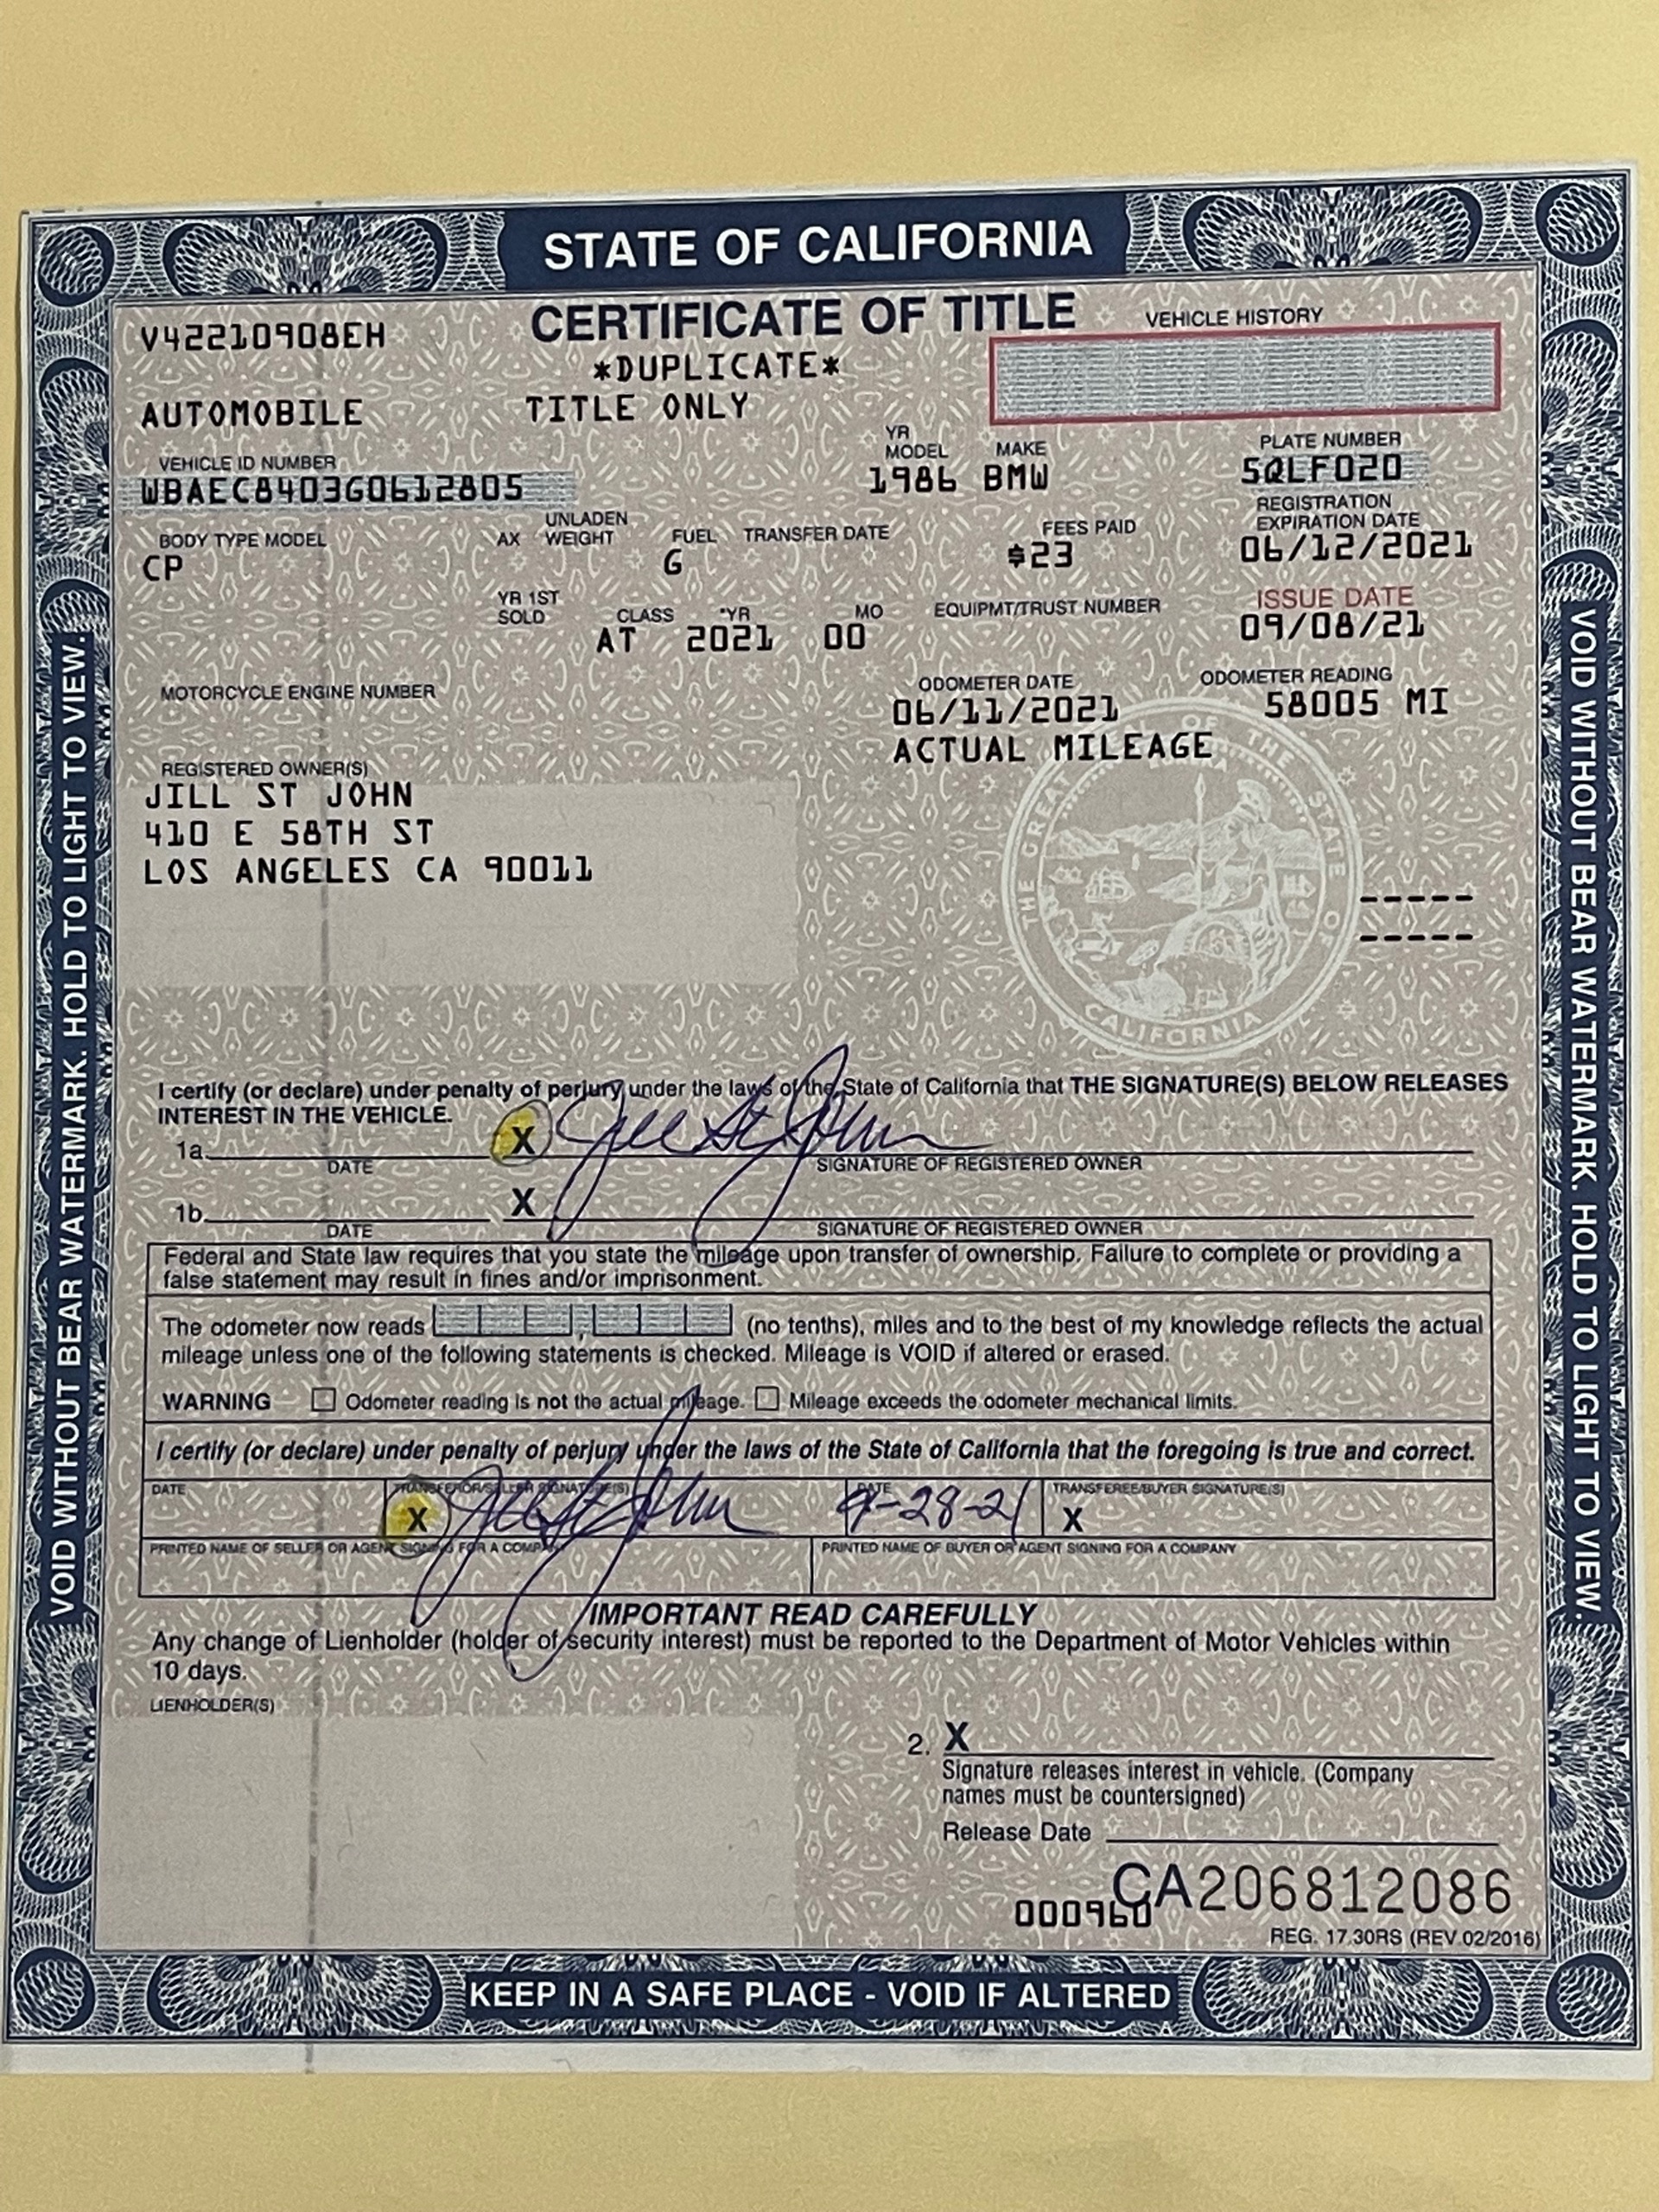 STATE OF CALIFORNIA
CERTIFICATE OF TITLE
VEHICLE HISTORY
V42210908EH
*DUPLICATE*
AUTOMOBILE TITLE ONLY
VEHICLE ID NUMBER YR MODEL MAKE PLATE NUMBER
WBAEC8403G0612805 1986 BMW 5QLF020
BODY TYPE MODEL AX UNLADEN WEIGHT FUEL TRANSFER DATE FEES PAID REGISTRATION EXPIRATION DATE
CP G $23 06/12/2021
YR 1ST SOLD CLASS *YR MO EQUIPMT/TRUST NUMBER ISSUE DATE
AT 2021 00 09/08/21
MOTORCYCLE ENGINE NUMBER ODOMETER DATE ODOMETER READING
06/11/2021 58005 MI
ACTUAL MILEAGE
REGISTERED OWNER(S)
JILL ST JOHN
410 E 58TH ST
LOS ANGELES CA 90011
THE GREAT SEAL OF THE STATE OF CALIFORNIA
I certify (or declare) under penalty of perjury under the laws of the State of California that THE SIGNATURE(S) BELOW RELEASES
INTEREST IN THE VEHICLE.
1a. X Jill St John
DATE SIGNATURE OF REGISTERED OWNER
1b. X
DATE SIGNATURE OF REGISTERED OWNER
Federal and State law requires that you state the mileage upon transfer of ownership. Failure to complete or providing a
false statement may result in fines and/or imprisonment.
The odometer now reads , (no tenths), miles and to the best of my knowledge reflects the actual
mileage unless one of the following statements is checked. Mileage is VOID if altered or erased.
WARNING Odometer reading is not the actual mileage. Mileage exceeds the odometer mechanical limits.
I certify (or declare) under penalty of perjury under the laws of the State of California that the foregoing is true and correct.
DATE TRANSFEROR/SELLER SIGNATURE(S) DATE TRANSFEREE/BUYER SIGNATURE(S)
X Jill St John 9-28-21 X
PRINTED NAME OF SELLER OR AGENT SIGNING FOR A COMPANY PRINTED NAME OF BUYER OR AGENT SIGNING FOR A COMPANY
IMPORTANT READ CAREFULLY
Any change of Lienholder (holder of security interest) must be reported to the Department of Motor Vehicles within
10 days.
LIENHOLDER(S)
2. X
Signature releases interest in vehicle. (Company
names must be countersigned)
Release Date
CA206812086
000960
REG. 17.30RS (REV.02/2016)
KEEP IN A SAFE PLACE - VOID IF ALTERED
VOID WITHOUT BEAR WATERMARK. HOLD TO LIGHT TO VIEW.
VOID WITHOUT BEAR WATERMARK. HOLD TO LIGHT TO VIEW.